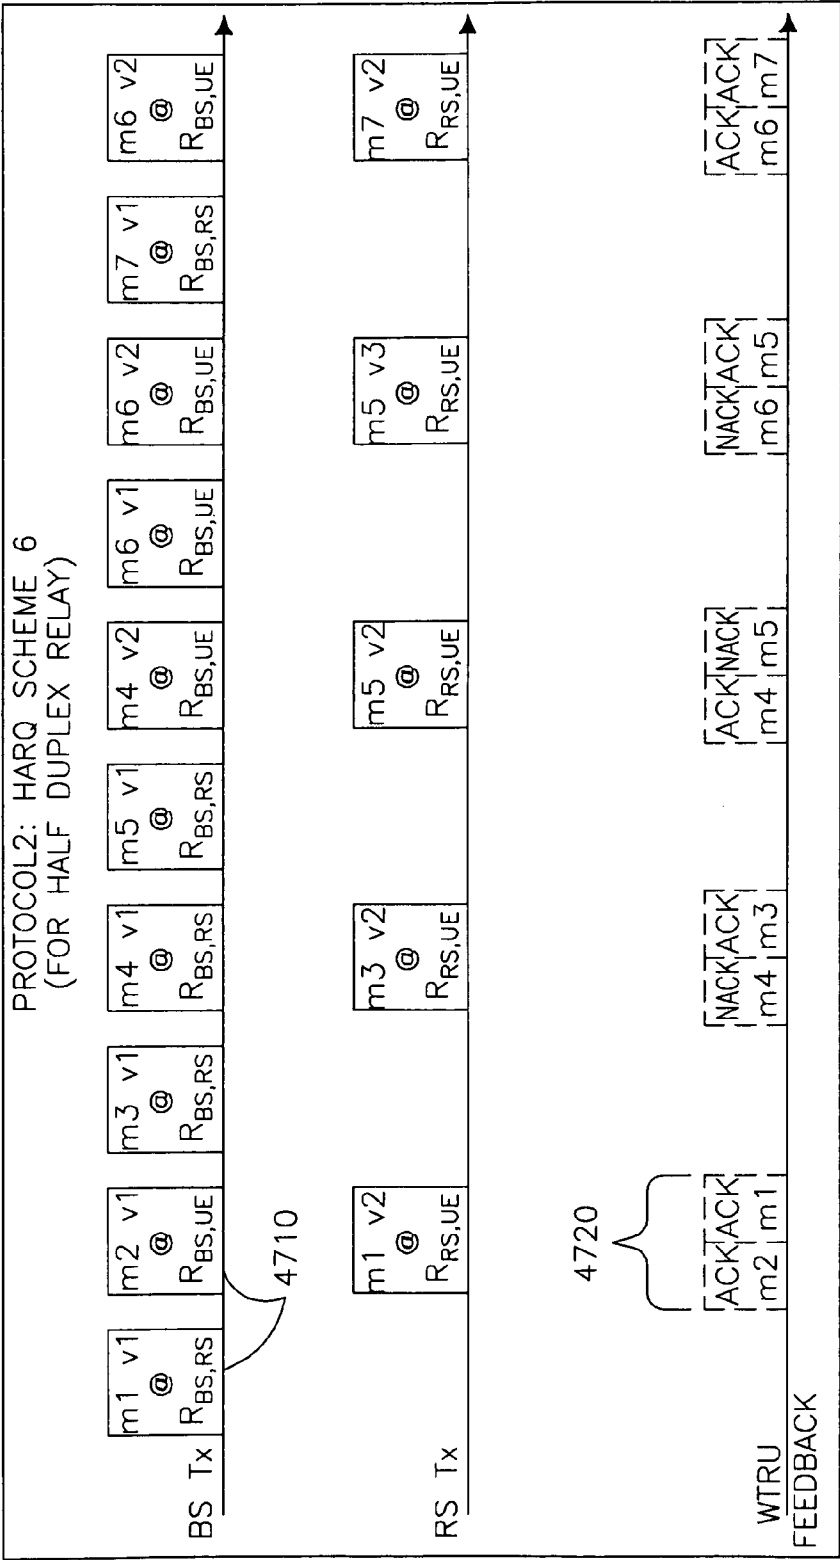 PROTOCOL2: HARQ SCHEME 6
(FOR HALF DUPLEX RELAY)
BS Tx
m1 v1
@
RBS,RS
m2 v1
@
RBS,UE
m3 v1
@
RBS,RS
m4 v1
@
RBS,RS
m5 v1
@
RBS,RS
m4 v2
@
RBS,UE
m6 v1
@
RBS,UE
m6 v2
@
RBS,UE
m7 v1
@
RBS,RS
m6 v2
@
RBS,UE
4710
RS Tx
m1 v2
@
RRS,UE
m3 v2
@
RRS,UE
m5 v2
@
RRS,UE
m5 v3
@
RRS,UE
m7 v2
@
RRS,UE
4720
WTRU
FEEDBACK
ACK ACK
m2 m1
NACK ACK
m4 m3
ACK NACK
m4 m5
NACK ACK
m6 m5
ACK ACK
m6 m7